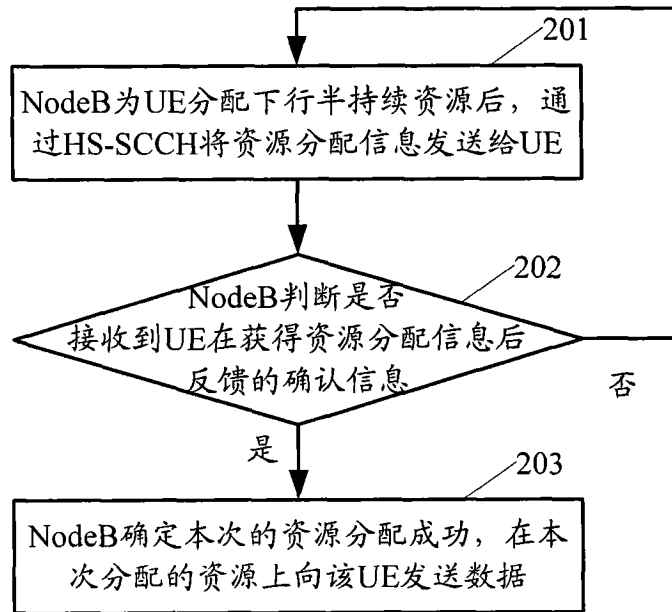 201
NodeB为UE分配下行半持续资源后，通
过HS-SCCH将资源分配信息发送给UE
202
NodeB判断是否
接收到UE在获得资源分配信息后
反馈的确认信息
否
是
203
NodeB确定本次的资源分配成功，在本
次分配的资源上向该UE发送数据